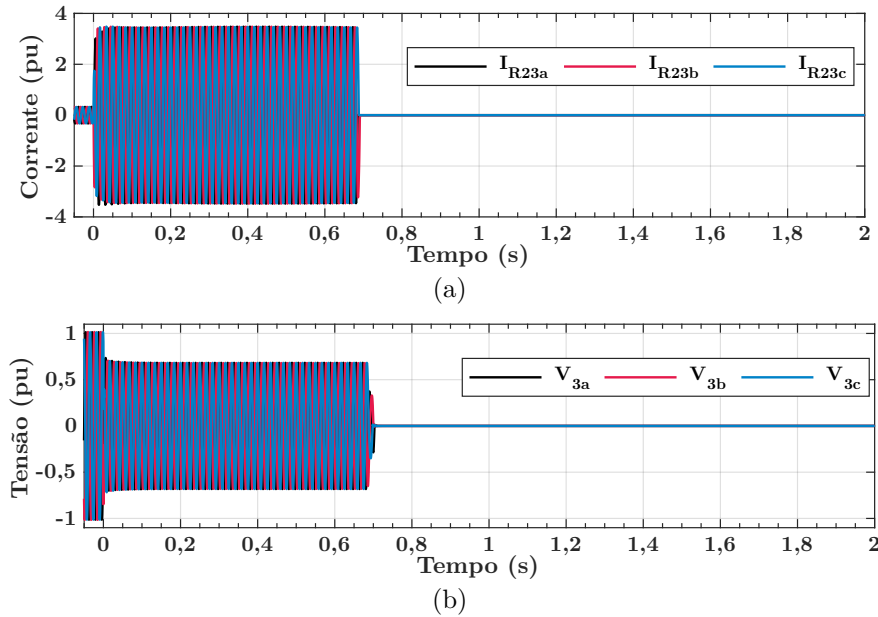 4
2
0
-2
-4
Corrente (pu)
I_R23a I_R23b I_R23c
0 0,2 0,4 0,6 0,8 1 1,2 1,4 1,6 1,8 2
Tempo (s)
(a)
1
0,5
0
-0,5
-1
Tensão (pu)
V_3a V_3b V_3c
0 0,2 0,4 0,6 0,8 1 1,2 1,4 1,6 1,8 2
Tempo (s)
(b)